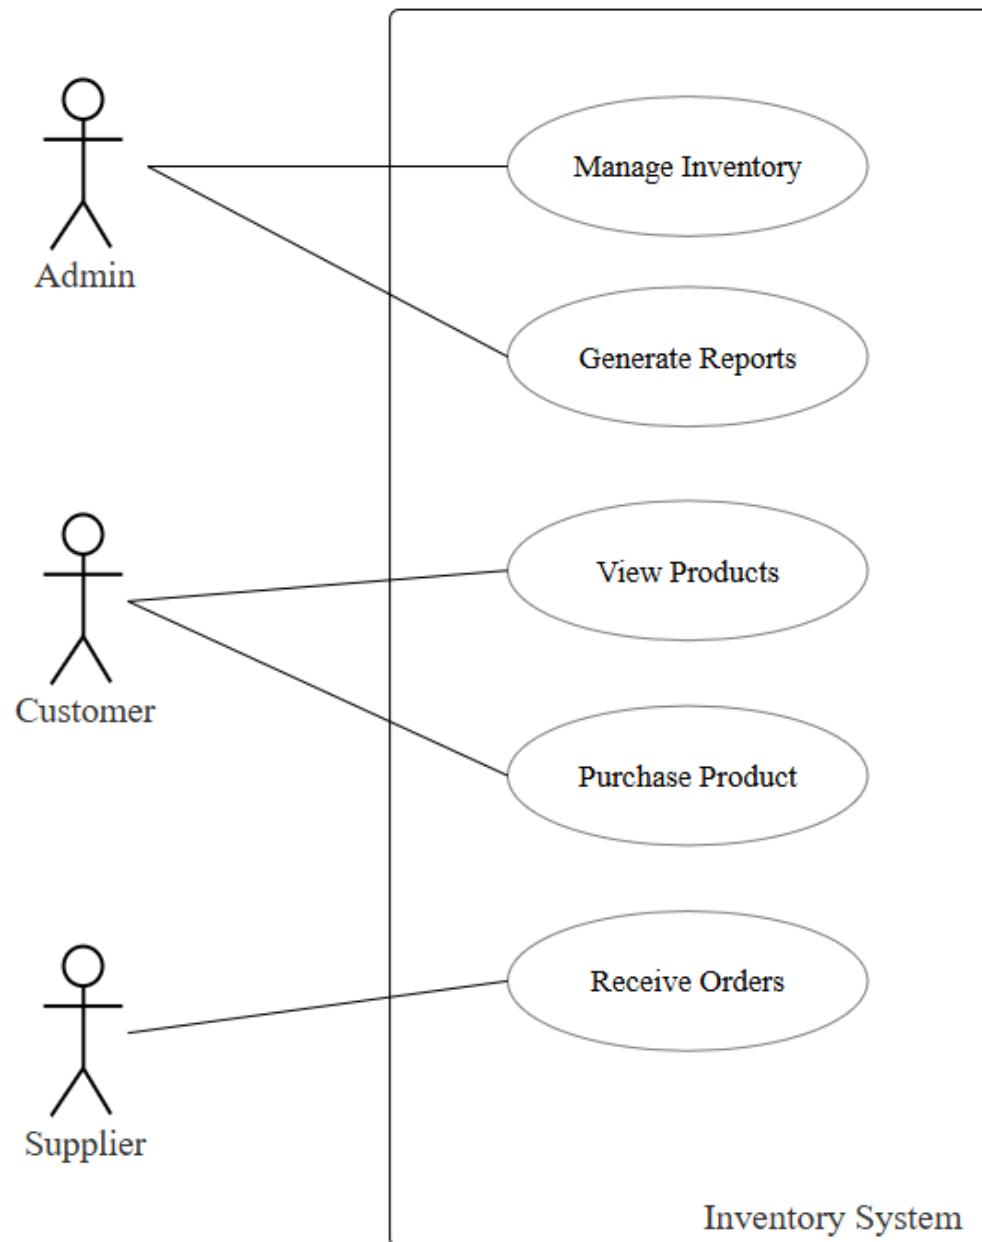 Manage Inventory
Admin
Generate Reports
View Products
Customer
Purchase Product
Receive Orders
Supplier
Inventory System